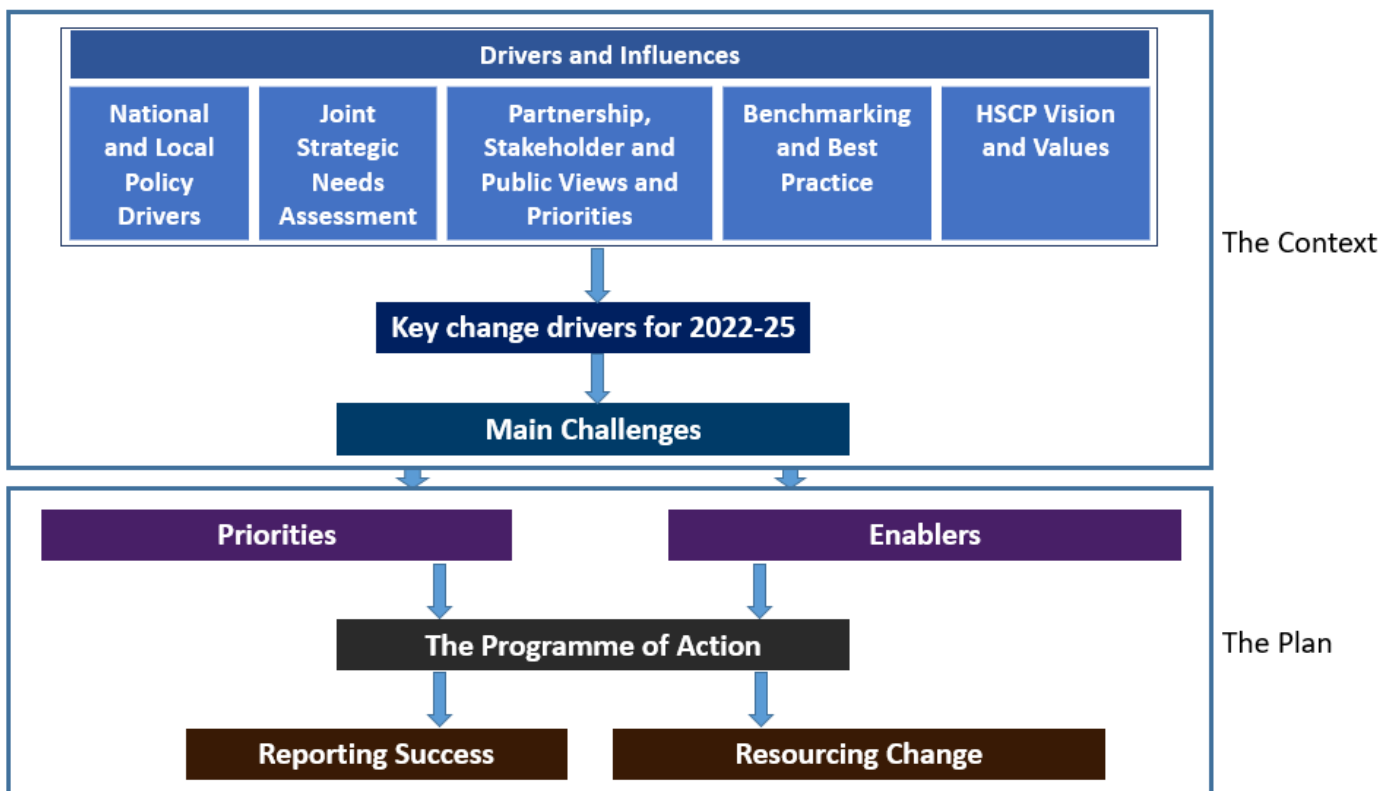 Drivers and Influences
National
and Local
Policy
Drivers
Joint
Strategic
Needs
Assessment
Partnership,
Stakeholder and
Public Views and
Priorities
Benchmarking
and Best
Practice
HSCP Vision
and Values
The Context
Key change drivers for 2022-25
Main Challenges
Priorities
Enablers
The Programme of Action
The Plan
Reporting Success
Resourcing Change